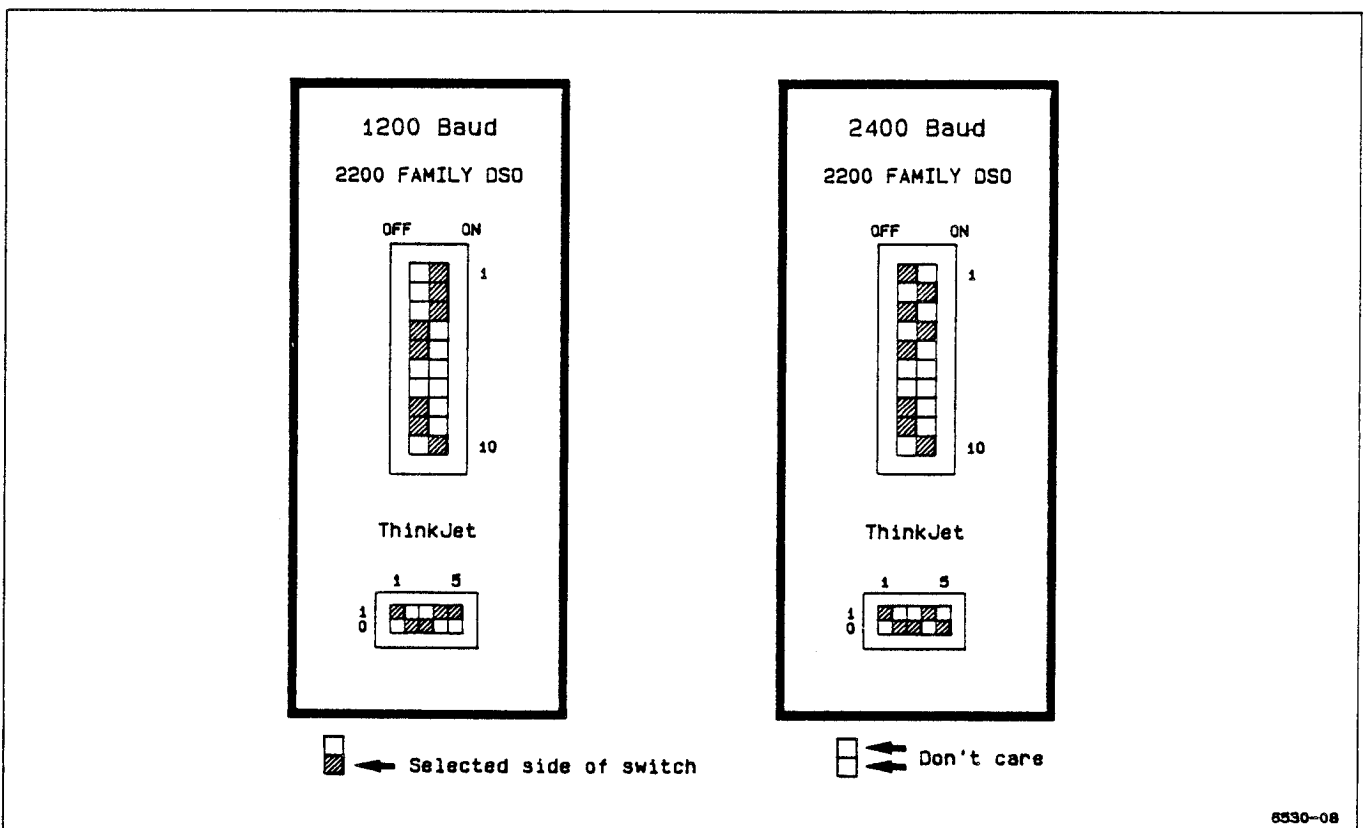 1200 Baud
2200 FAMILY DSO
OFF ON
1
10
ThinkJet
1 5
1
0
2400 Baud
2200 FAMILY DSO
OFF ON
1
10
ThinkJet
1 5
1
0
Selected side of switch
Don't care
6530-08